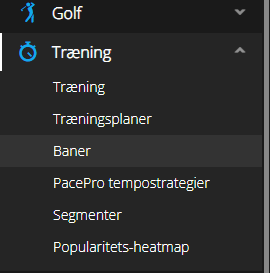 Golf
Træning
Træning
Træningsplaner
Baner
PacePro tempostrategier
Segmenter
Popularitets-heatmap